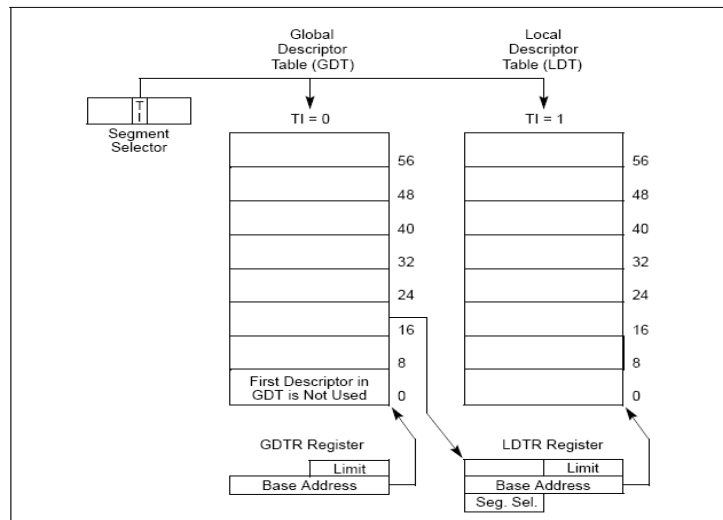 Global
Descriptor
Table (GDT)
Local
Descriptor
Table (LDT)
T
I
Segment
Selector
TI = 0
TI = 1
56
48
40
32
24
16
8
0
First Descriptor in
GDT is Not Used
56
48
40
32
24
16
8
0
GDTR Register
Limit
Base Address
LDTR Register
Limit
Base Address
Seg. Sel.